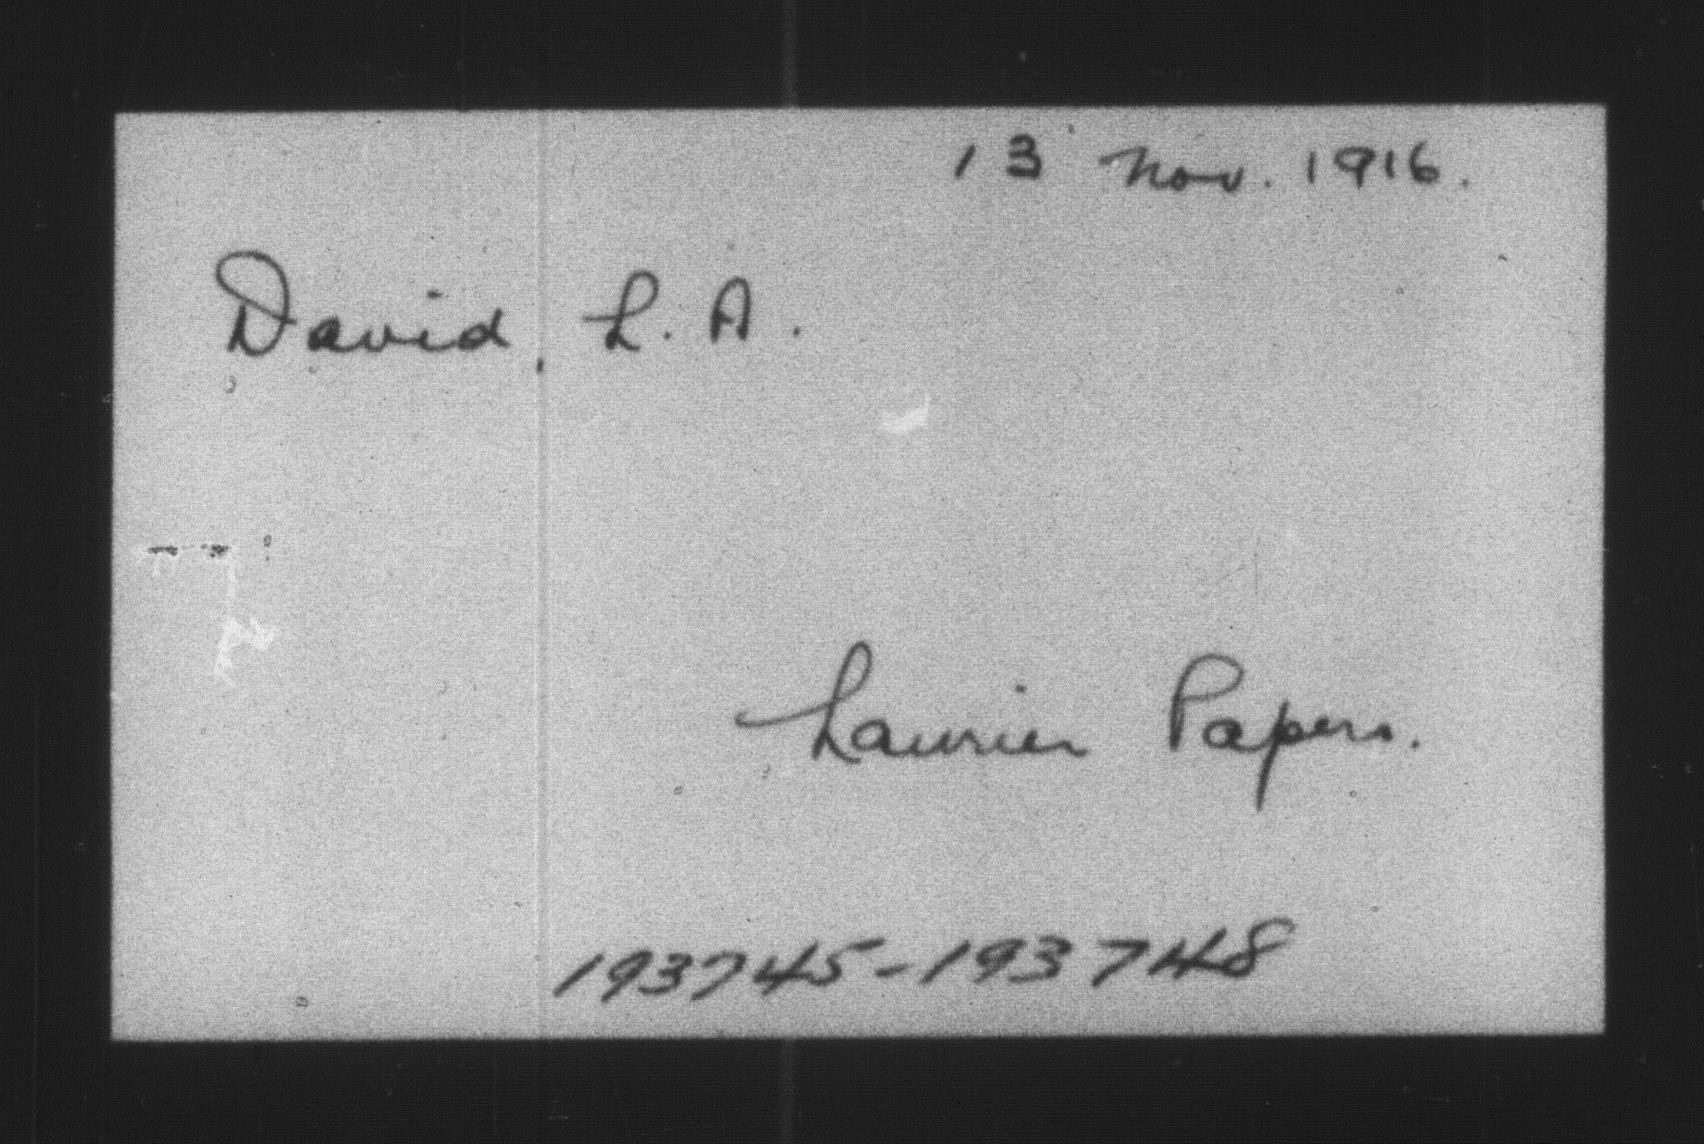 13 Nov. 1916.
David, L. A.
Laurier Papers.
193745-193748